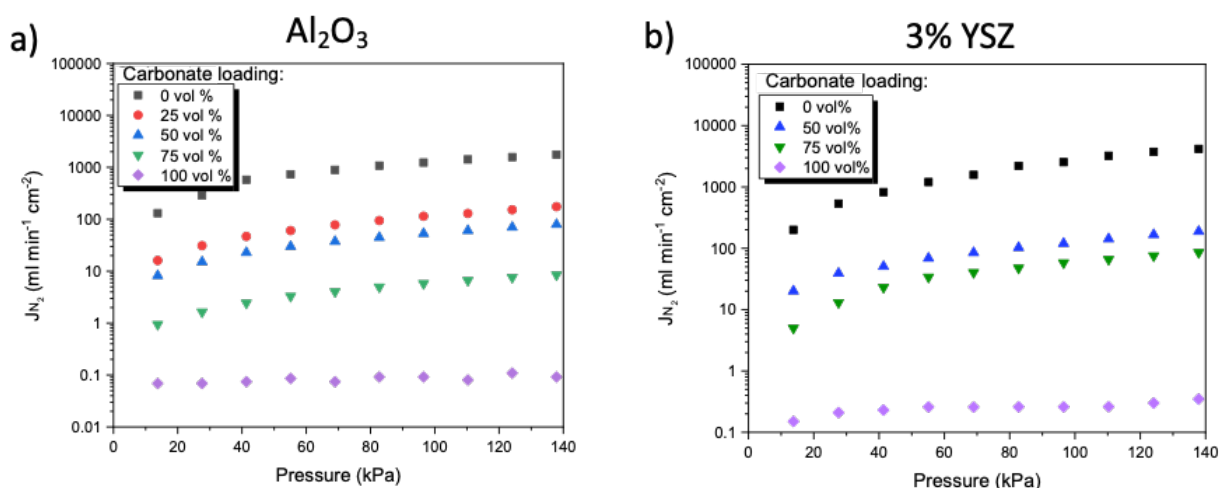 a) Al₂O₃
Carbonate loading:
0 vol %
25 vol %
50 vol %
75 vol %
100 vol %
100000
10000
1000
100
10
1
0.1
0.01
J_N₂ (ml min⁻¹ cm⁻²)
0 20 40 60 80 100 120 140
Pressure (kPa)
b) 3% YSZ
Carbonate loading:
0 vol%
50 vol%
75 vol%
100 vol%
100000
10000
1000
100
10
1
0.1
J_N₂ (ml min⁻¹ cm⁻²)
0 20 40 60 80 100 120 140
Pressure (kPa)